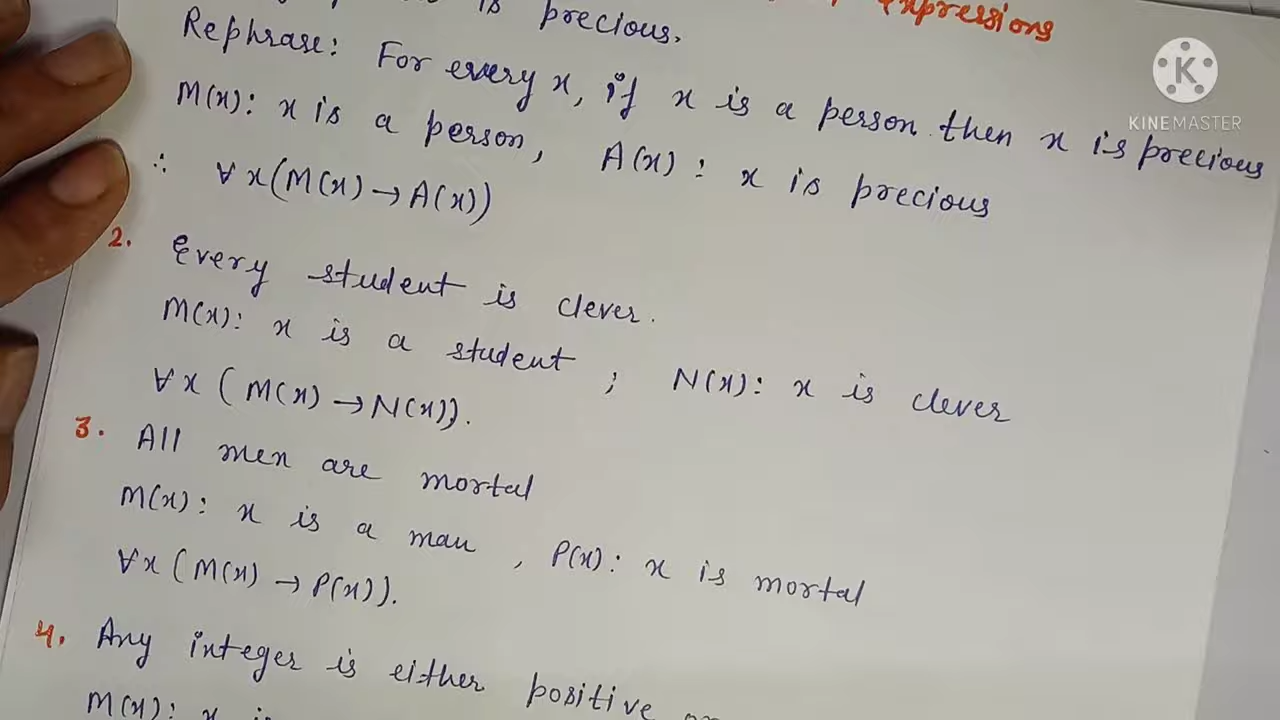 is precious. expressions
Rephrase: For every x, if x is a person then x is precious
M(x): x is a person, A(x): x is precious
∴ ∀x(M(x)→A(x))
2. Every student is clever.
M(x): x is a student ; N(x): x is clever
∀x (M(x)→N(x)).
3. All men are mortal
M(x): x is a man, P(x): x is mortal
∀x (M(x)→P(x)).
4. Any integer is either positive
M(x): x is
KINEMASTER